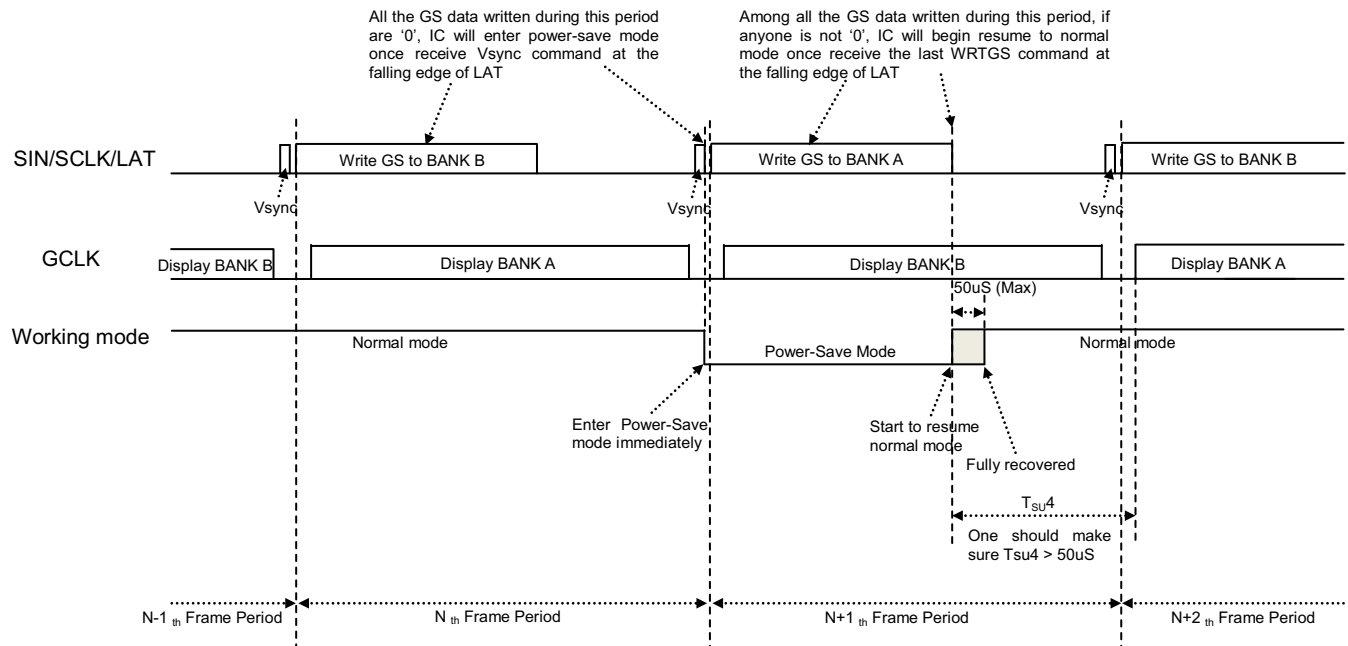 All the GS data written during this period
are ‘0’, IC will enter power-save mode
once receive Vsync command at the
falling edge of LAT
Among all the GS data written during this period, if
anyone is not ‘0’, IC will begin resume to normal
mode once receive the last WRTGS command at
the falling edge of LAT
SIN/SCLK/LAT
Write GS to BANK B
Write GS to BANK A
Write GS to BANK B
Vsync
Vsync
Vsync
GCLK
Display BANK B
Display BANK A
Display BANK B
Display BANK A
50uS (Max)
Working mode
Normal mode
Power-Save Mode
Normal mode
Enter Power-Save
mode immediately
Start to resume
normal mode
Fully recovered
TSU4
One should make
sure Tsu4 > 50uS
N-1 th Frame Period
N th Frame Period
N+1 th Frame Period
N+2 th Frame Period